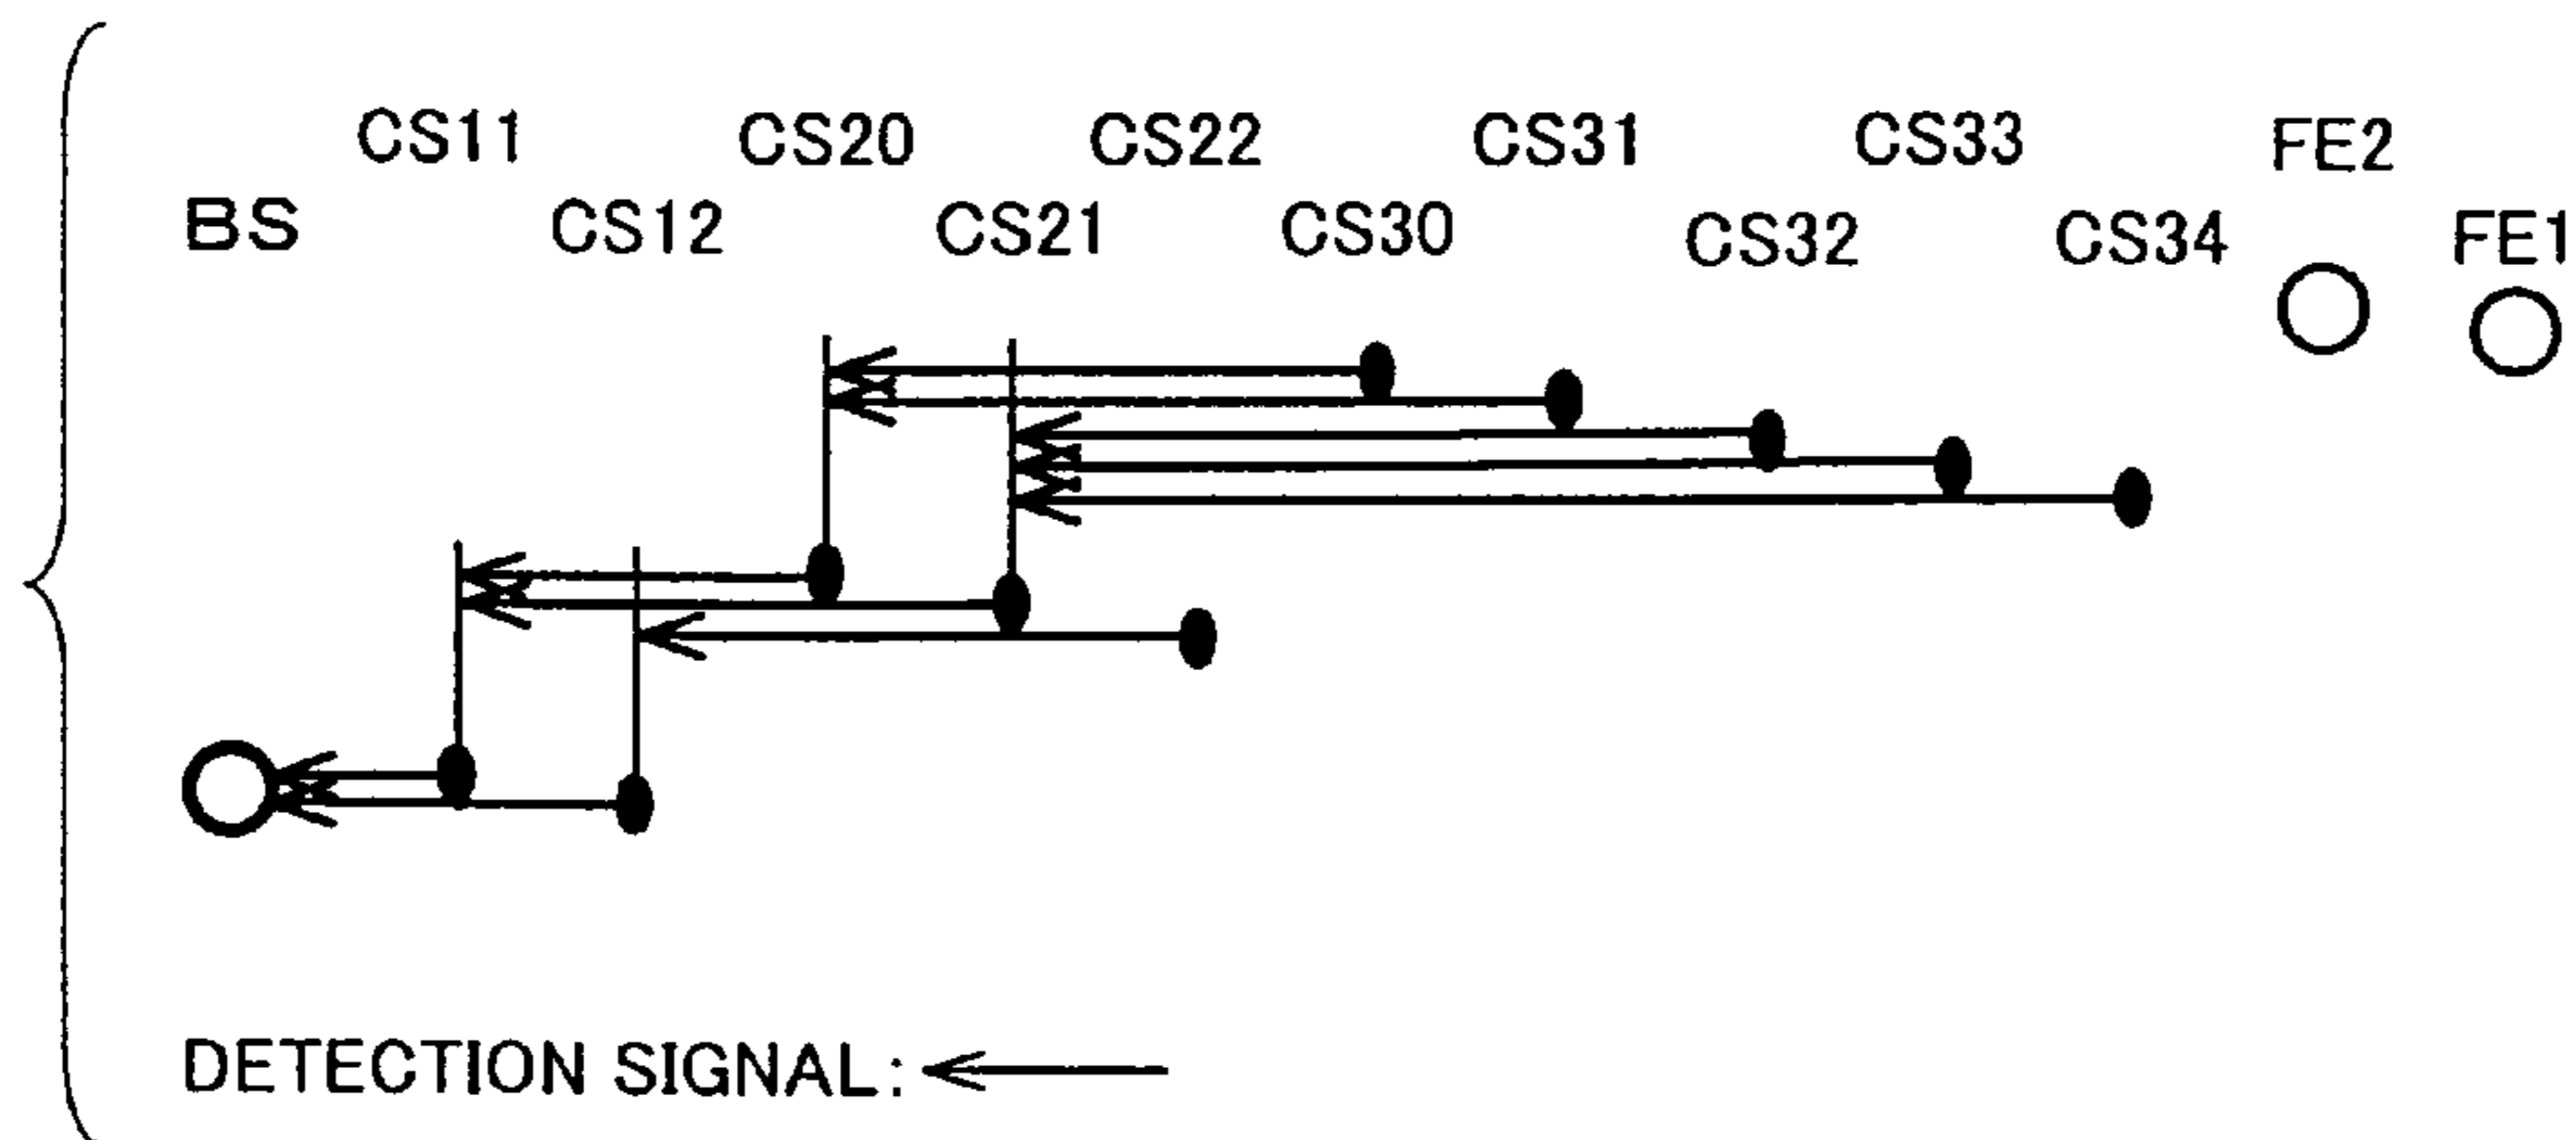 CS11 CS20 CS22 CS31 CS33 FE2
BS CS12 CS21 CS30 CS32 CS34 FE1
DETECTION SIGNAL: